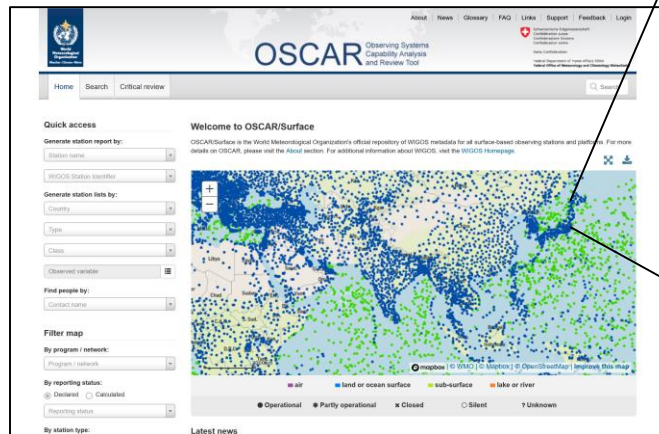 About News Glossary FAQ Links Support Feedback Login
World
Meteorological
Organization
OSCAR Observing Systems
Capability Analysis
and Review Tool
Schweizerische Eidgenossenschaft
Confédération suisse
Confederazione Svizzera
Confederaziun svizra
Swiss Confederation
Federal Department of Home Affairs FDHA
Federal Office of Meteorology and Climatology MeteoSwiss
Home Search Critical review
Search
Quick access
Generate station report by:
Station name
WIGOS Station Identifier
Generate station lists by:
Country
Type
Class
Observed variable
Find people by:
Contact name
Filter map
By program / network:
Program / network
By reporting status:
Declared Calculated
Reporting status
By station type:
Welcome to OSCAR/Surface
OSCAR/Surface is the World Meteorological Organization's official repository of WIGOS metadata for all surface-based observing stations and platforms. For more
details on OSCAR, please visit the About section. For additional information about WIGOS, visit the WIGOS Homepage.
+
−
Libya
Chad
mapbox | © WMO | © Mapbox | © OpenStreetMap | Improve this map
air land or ocean surface sub-surface lake or river
Operational Partly operational Closed Silent ? Unknown
Latest news